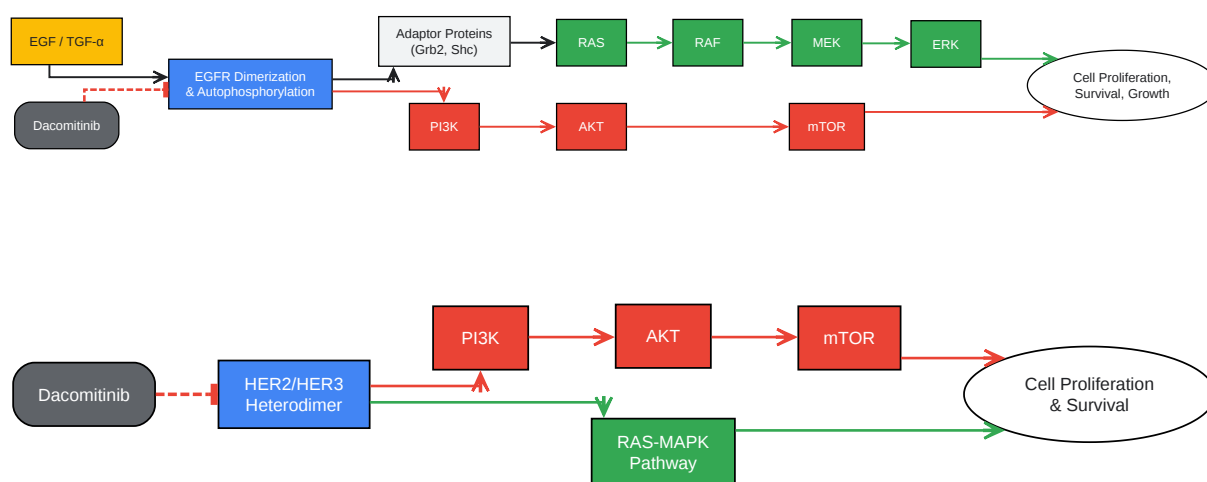 EGF / TGF-α
Adaptor Proteins
(Grb2, Shc)
RAS
RAF
MEK
ERK
EGFR Dimerization
& Autophosphorylation
Cell Proliferation,
Survival, Growth
Dacomitinib
PI3K
AKT
mTOR
PI3K
AKT
mTOR
Dacomitinib
HER2/HER3
Heterodimer
Cell Proliferation
& Survival
RAS-MAPK
Pathway